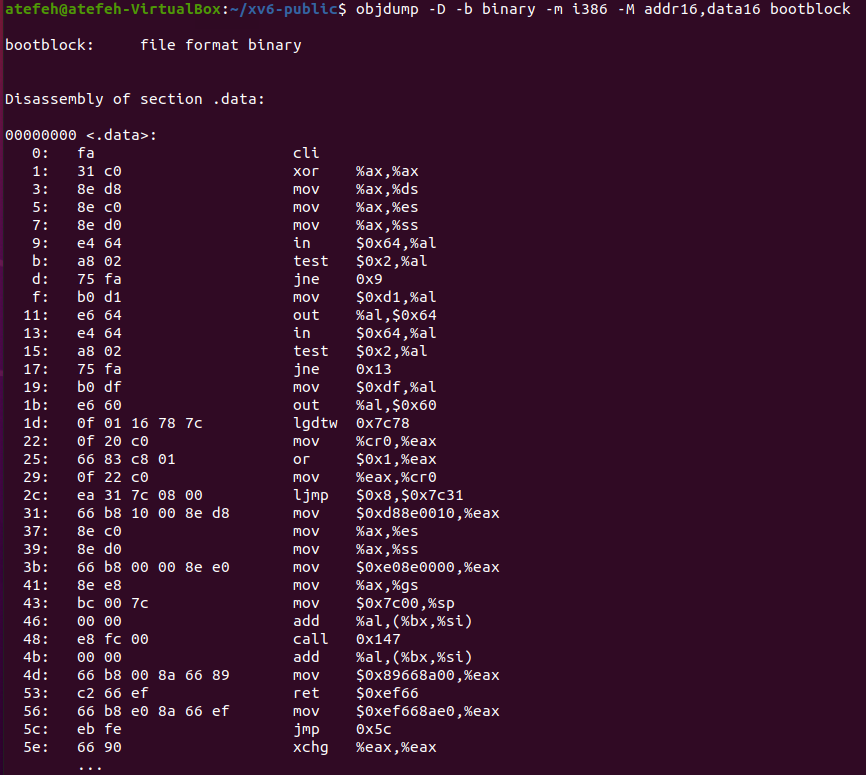 atefeh@atefeh-VirtualBox:~/xv6-public$ objdump -D -b binary -m i386 -M addr16,data16 bootblock
bootblock:     file format binary
Disassembly of section .data:
00000000 <.data>:
   0:   fa                      cli
   1:   31 c0                   xor    %ax,%ax
   3:   8e d8                   mov    %ax,%ds
   5:   8e c0                   mov    %ax,%es
   7:   8e d0                   mov    %ax,%ss
   9:   e4 64                   in     $0x64,%al
   b:   a8 02                   test   $0x2,%al
   d:   75 fa                   jne    0x9
   f:   b0 d1                   mov    $0xd1,%al
  11:   e6 64                   out    %al,$0x64
  13:   e4 64                   in     $0x64,%al
  15:   a8 02                   test   $0x2,%al
  17:   75 fa                   jne    0x13
  19:   b0 df                   mov    $0xdf,%al
  1b:   e6 60                   out    %al,$0x60
  1d:   0f 01 16 78 7c          lgdtw  0x7c78
  22:   0f 20 c0                mov    %cr0,%eax
  25:   66 83 c8 01             or     $0x1,%eax
  29:   0f 22 c0                mov    %eax,%cr0
  2c:   ea 31 7c 08 00          ljmp   $0x8,$0x7c31
  31:   66 b8 10 00 8e d8       mov    $0xd88e0010,%eax
  37:   8e c0                   mov    %ax,%es
  39:   8e d0                   mov    %ax,%ss
  3b:   66 b8 00 00 8e e0       mov    $0xe08e0000,%eax
  41:   8e e8                   mov    %ax,%gs
  43:   bc 00 7c                mov    $0x7c00,%sp
  46:   00 00                   add    %al,(%bx,%si)
  48:   e8 fc 00                call   0x147
  4b:   00 00                   add    %al,(%bx,%si)
  4d:   66 b8 00 8a 66 89       mov    $0x89668a00,%eax
  53:   c2 66 ef                ret    $0xef66
  56:   66 b8 e0 8a 66 ef       mov    $0xef668ae0,%eax
  5c:   eb fe                   jmp    0x5c
  5e:   66 90                   xchg   %eax,%eax
        ...